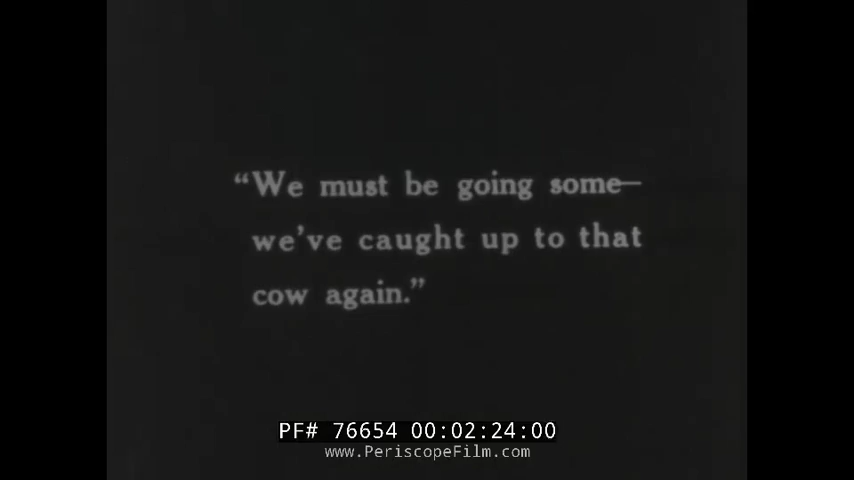 “We must be going some—
we’ve caught up to that
cow again.”
PF# 76654 00:02:24:00
www.PeriscopeFilm.com